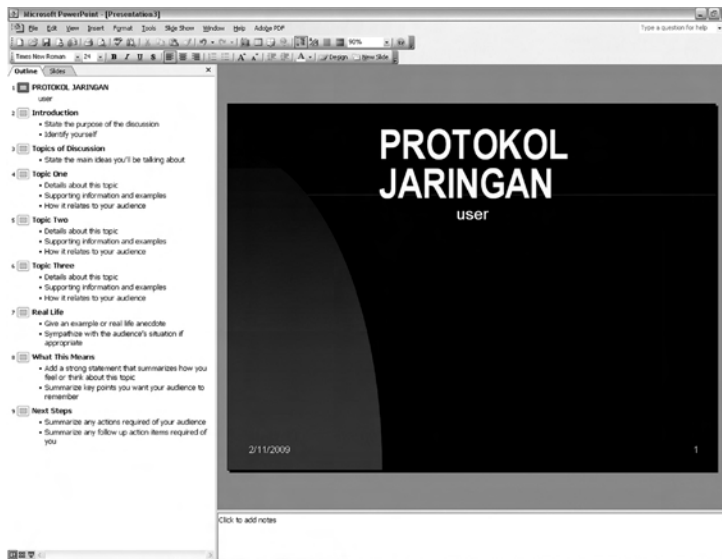 Microsoft PowerPoint - [Presentation3]
File Edit View Insert Format Tools Slide Show Window Help Adobe PDF
Type a question for help
90%
Times New Roman 24 B I U S A A A Design New Slide
Outline Slides
1 PROTOKOL JARINGAN
user
2 Introduction
• State the purpose of the discussion
• Identify yourself
3 Topics of Discussion
• State the main ideas you'll be talking about
4 Topic One
• Details about this topic
• Supporting information and examples
• How it relates to your audience
5 Topic Two
• Details about this topic
• Supporting information and examples
• How it relates to your audience
6 Topic Three
• Details about this topic
• Supporting information and examples
• How it relates to your audience
7 Real Life
• Give an example or real life anecdote
• Sympathize with the audience's situation if
appropriate
8 What This Means
• Add a strong statement that summarizes how you
feel or think about this topic
• Summarize key points you want your audience to
remember
9 Next Steps
• Summarize any actions required of your audience
• Summarize any follow up action items required of
you
PROTOKOL
JARINGAN
user
2/11/2009
1
Click to add notes